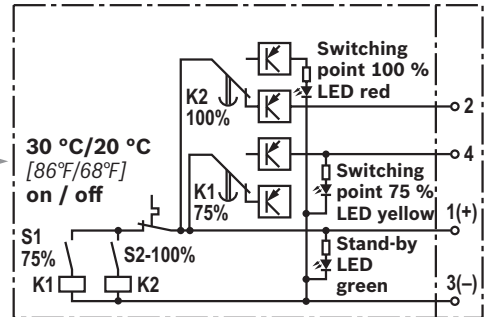 Switching
point 100 %
LED red
K2
100%
2
30 °C/20 °C
[86°F/68°F]
on / off
4
Switching
point 75 %
LED yellow
K1
75%
1(+)
S1
75%
S2-100%
Stand-by
LED
green
K1
K2
3(–)